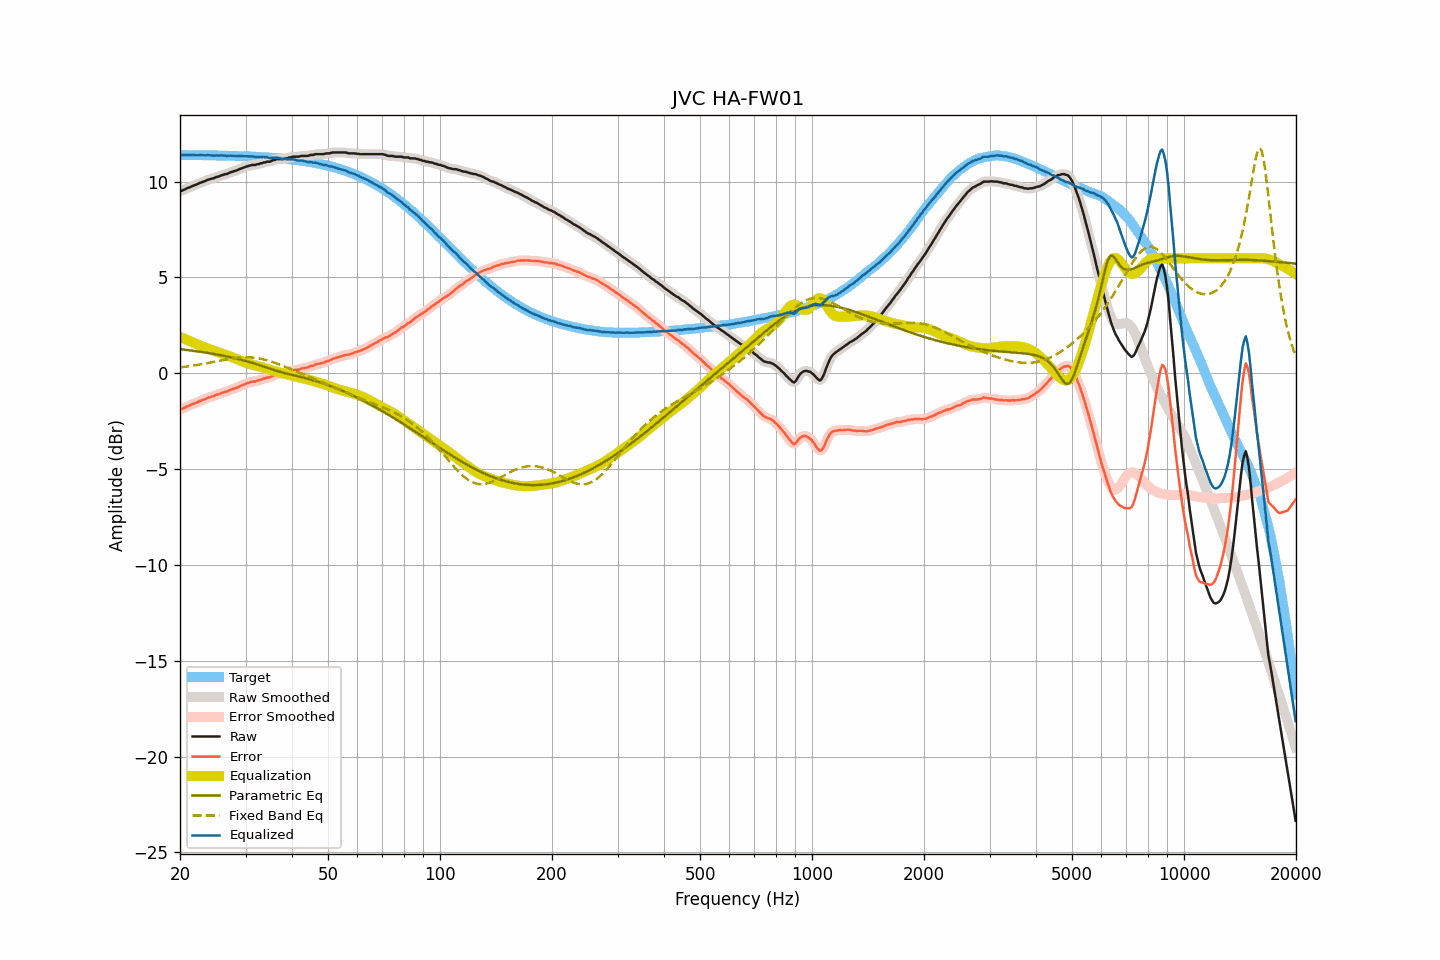 JVC HA-FW01
10
5
0
−5
−10
−15
−20
−25
Amplitude (dBr)
Target
Raw Smoothed
Error Smoothed
Raw
Error
Equalization
Parametric Eq
Fixed Band Eq
Equalized
20 50 100 200 500 1000 2000 5000 10000 20000
Frequency (Hz)